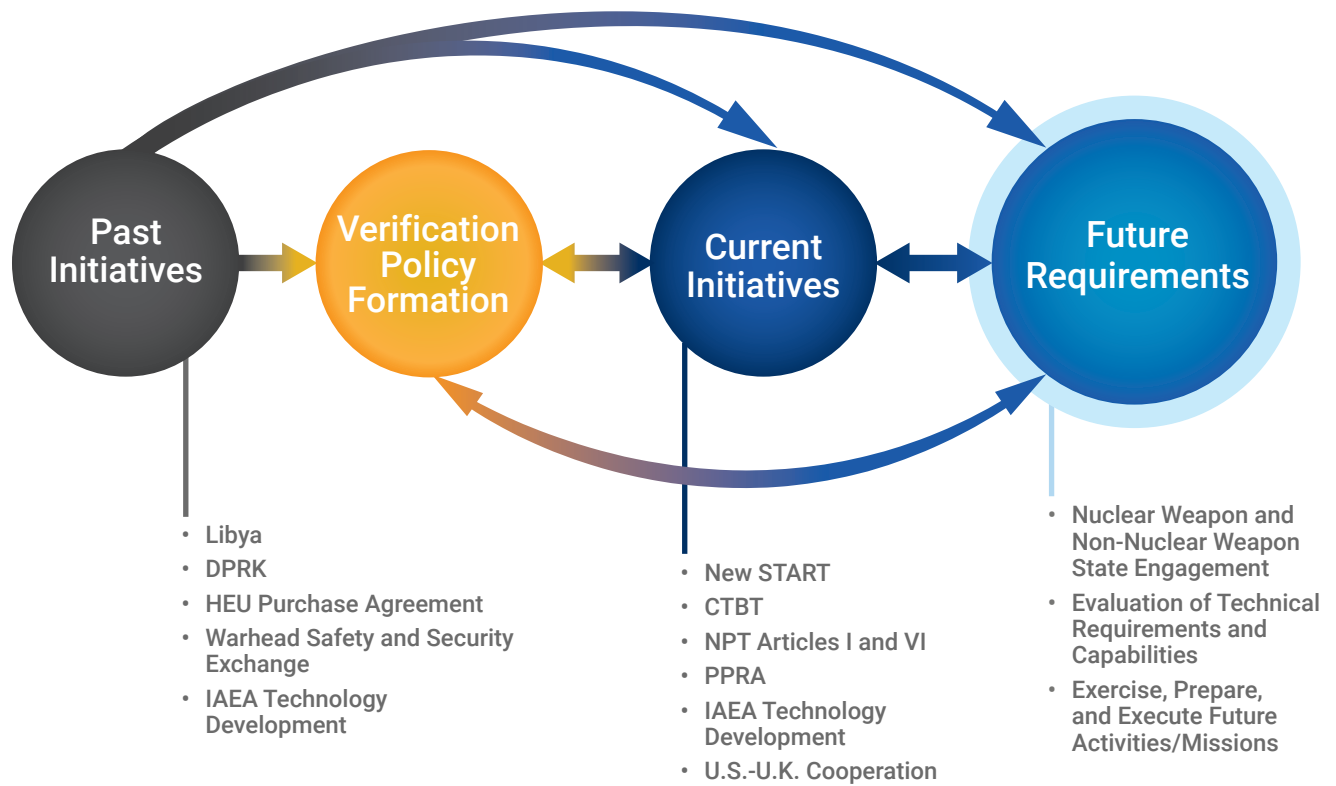 Past
Initiatives
Verification
Policy
Formation
Current
Initiatives
Future
Requirements
• Libya
• DPRK
• HEU Purchase Agreement
• Warhead Safety and Security
Exchange
• IAEA Technology
Development
• New START
• CTBT
• NPT Articles I and VI
• PPRA
• IAEA Technology
Development
• U.S.-U.K. Cooperation
• Nuclear Weapon and
Non-Nuclear Weapon
State Engagement
• Evaluation of Technical
Requirements and
Capabilities
• Exercise, Prepare,
and Execute Future
Activities/Missions